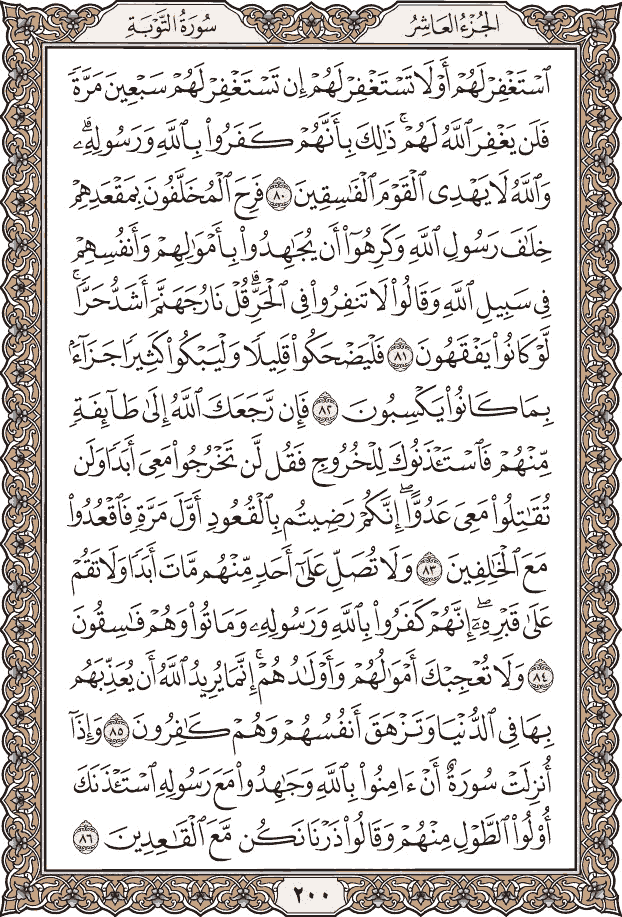 الجُزْءُ العَاشِرُ
سُورَةُ التَّوْبَةِ
ٱسْتَغْفِرْ لَهُمْ أَوْ لَا تَسْتَغْفِرْ لَهُمْ إِن تَسْتَغْفِرْ لَهُمْ سَبْعِينَ مَرَّةً
فَلَن يَغْفِرَ ٱللَّهُ لَهُمْ ۚ ذَٰلِكَ بِأَنَّهُمْ كَفَرُوا۟ بِٱللَّهِ وَرَسُولِهِۦ ۗ
وَٱللَّهُ لَا يَهْدِى ٱلْقَوْمَ ٱلْفَـٰسِقِينَ ٨٠ فَرِحَ ٱلْمُخَلَّفُونَ بِمَقْعَدِهِمْ
خِلَـٰفَ رَسُولِ ٱللَّهِ وَكَرِهُوٓا۟ أَن يُجَـٰهِدُوا۟ بِأَمْوَٰلِهِمْ وَأَنفُسِهِمْ
فِى سَبِيلِ ٱللَّهِ وَقَالُوا۟ لَا تَنفِرُوا۟ فِى ٱلْحَرِّ ۗ قُلْ نَارُ جَهَنَّمَ أَشَدُّ حَرًّا ۚ
لَّوْ كَانُوا۟ يَفْقَهُونَ ٨١ فَلْيَضْحَكُوا۟ قَلِيلًا وَلْيَبْكُوا۟ كَثِيرًا جَزَآءًۢ
بِمَا كَانُوا۟ يَكْسِبُونَ ٨٢ فَإِن رَّجَعَكَ ٱللَّهُ إِلَىٰ طَآئِفَةٍ
مِّنْهُمْ فَٱسْتَـْٔذَنُوكَ لِلْخُرُوجِ فَقُل لَّن تَخْرُجُوا۟ مَعِىَ أَبَدًا وَلَن
تُقَـٰتِلُوا۟ مَعِىَ عَدُوًّا ۖ إِنَّكُمْ رَضِيتُم بِٱلْقُعُودِ أَوَّلَ مَرَّةٍ فَٱقْعُدُوا۟
مَعَ ٱلْخَـٰلِفِينَ ٨٣ وَلَا تُصَلِّ عَلَىٰٓ أَحَدٍ مِّنْهُم مَّاتَ أَبَدًا وَلَا تَقُمْ
عَلَىٰ قَبْرِهِۦٓ ۖ إِنَّهُمْ كَفَرُوا۟ بِٱللَّهِ وَرَسُولِهِۦ وَمَاتُوا۟ وَهُمْ فَـٰسِقُونَ
٨٤ وَلَا تُعْجِبْكَ أَمْوَٰلُهُمْ وَأَوْلَـٰدُهُمْ ۚ إِنَّمَا يُرِيدُ ٱللَّهُ أَن يُعَذِّبَهُم
بِهَا فِى ٱلدُّنْيَا وَتَزْهَقَ أَنفُسُهُمْ وَهُمْ كَـٰفِرُونَ ٨٥ وَإِذَآ
أُنزِلَتْ سُورَةٌ أَنْ ءَامِنُوا۟ بِٱللَّهِ وَجَـٰهِدُوا۟ مَعَ رَسُولِهِ ٱسْتَـْٔذَنَكَ
أُو۟لُوا۟ ٱلطَّوْلِ مِنْهُمْ وَقَالُوا۟ ذَرْنَا نَكُن مَّعَ ٱلْقَـٰعِدِينَ ٨٦
٢٠٠